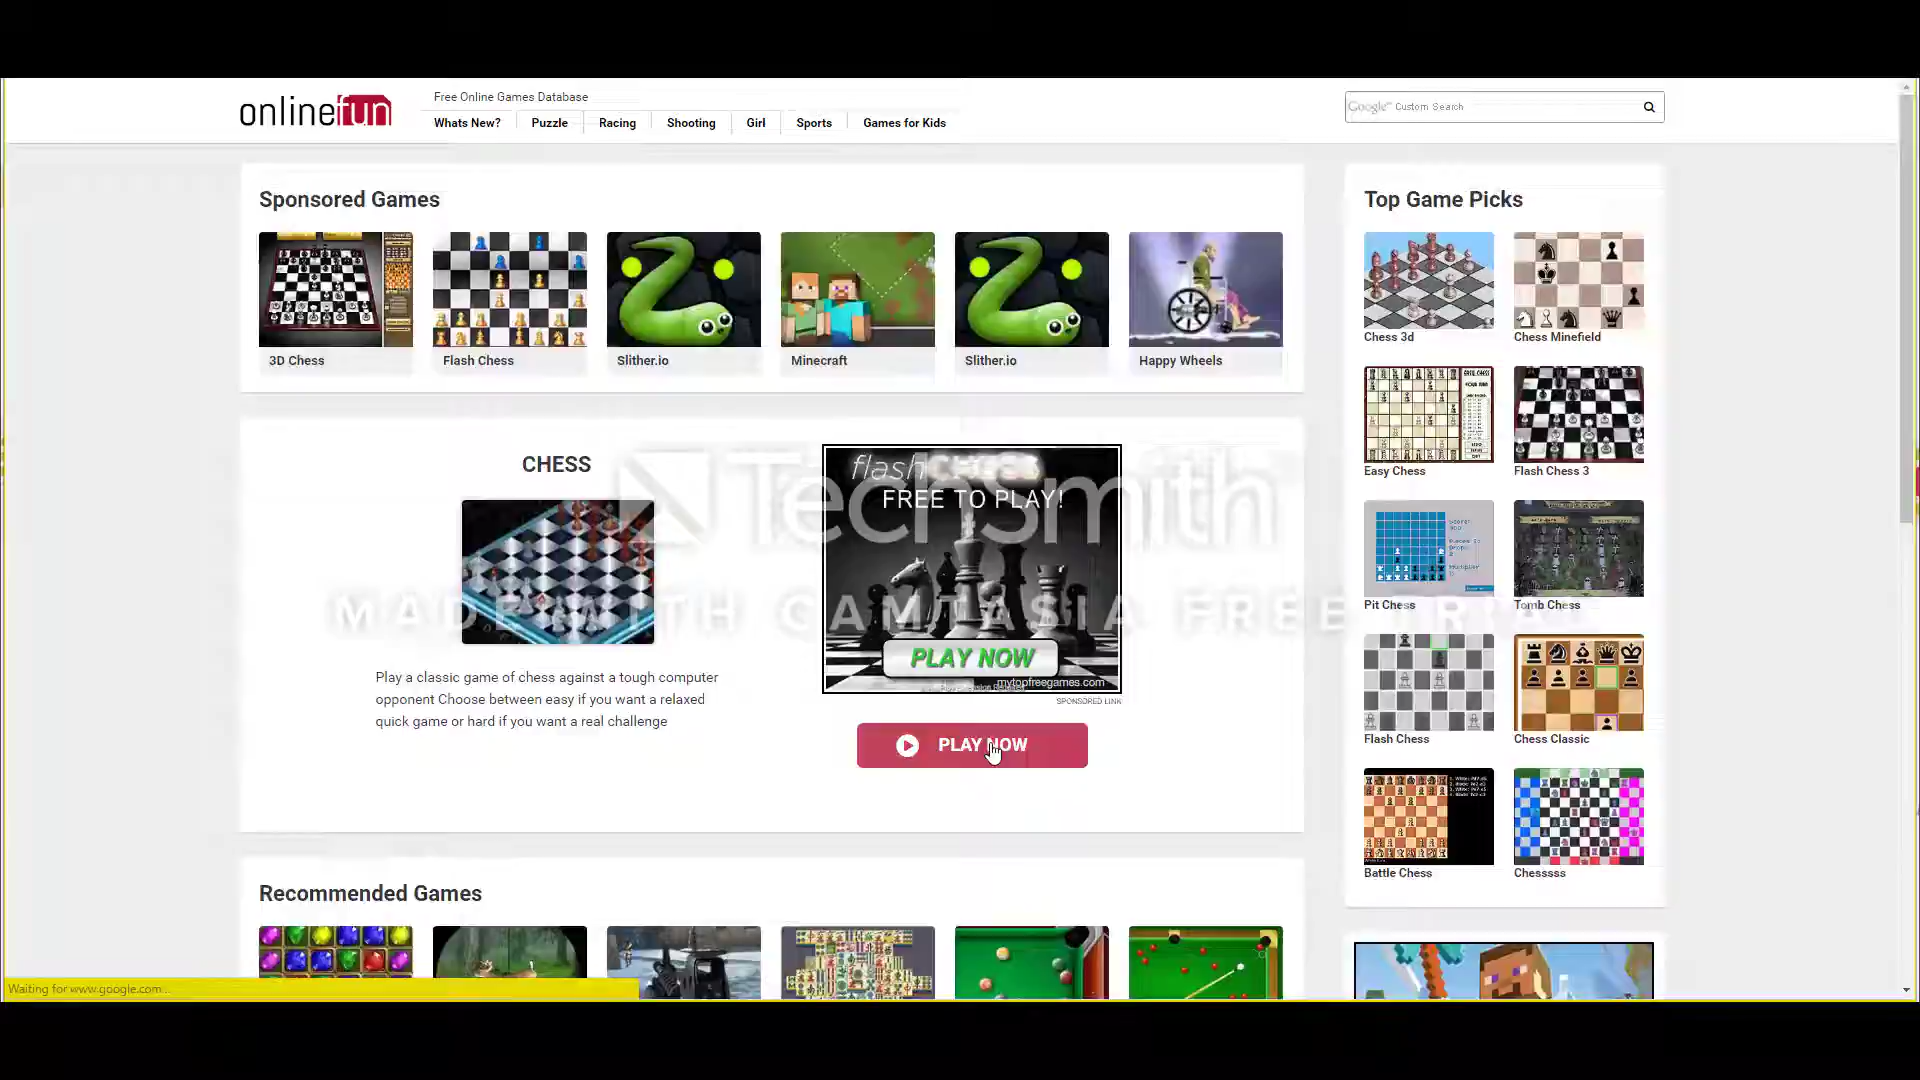 onlinefun
Free Online Games Database
Whats New?
Puzzle
Racing
Shooting
Girl
Sports
Games for Kids
Google™ Custom Search
Sponsored Games
3D Chess
Flash Chess
Slither.io
Minecraft
Slither.io
Happy Wheels
CHESS
Play a classic game of chess against a tough computer
opponent Choose between easy if you want a relaxed
quick game or hard if you want a real challenge
flash CHESS
FREE TO PLAY!
PLAY NOW
mytopfreegames.com
SPONSORED LINK
PLAY NOW
TechSmith
MADE WITH CAMTASIA FREE TRIAL
Top Game Picks
Chess 3d
Chess Minefield
Easy Chess
Flash Chess 3
Pit Chess
Tomb Chess
Flash Chess
Chess Classic
Battle Chess
Chesssss
Recommended Games
Waiting for www.google.com...